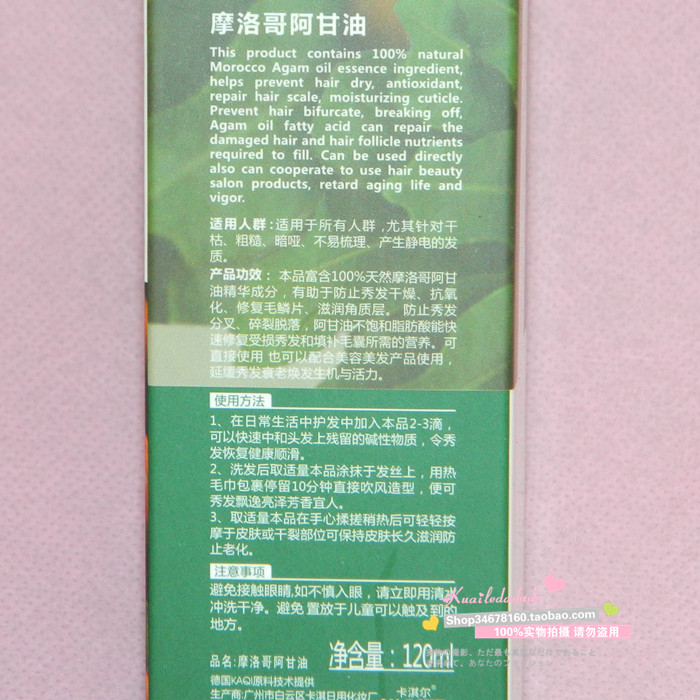 摩洛哥阿甘油
This product contains 100% natural
Morocco Agam oil essence ingredient,
helps prevent hair dry, antioxidant,
repair hair scale, moisturizing cuticle.
Prevent hair bifurcate, breaking off,
Agam oil fatty acid can repair the
damaged hair and hair follicle nutrients
required to fill. Can be used directly
also can cooperate to use hair beauty
salon products, retard aging life and
vigor.
适用人群:适用于所有人群,尤其针对干
枯、粗糙、暗哑、不易梳理、产生静电的发
质。
产品功效：本品富含100%天然摩洛哥阿甘
油精华成分，有助于防止秀发干燥、抗氧
化、修复毛鳞片、滋润角质层。 防止秀发
分叉、碎裂脱落，阿甘油不饱和脂肪酸能快
速修复受损秀发和填补毛囊所需的营养。可
直接使用 也可以配合美容美发产品使用，
延缓秀发衰老焕发生机与活力。
使用方法
1、在日常生活中护发中加入本品2-3滴，
可以快速中和头发上残留的碱性物质，令秀
发恢复健康顺滑。
2、洗发后取适量本品涂抹于发丝上，用热
毛巾包裹停留10分钟直接吹风造型，便可
秀发飘逸亮泽芳香宜人。
3、取适量本品在手心揉搓稍热后可轻轻按
摩于皮肤或干裂部位可保持皮肤长久滋润防
止老化。
注意事项
避免接触眼睛,如不慎入眼，请立即用清水
冲洗干净。避免 置放于儿童可以触及到的
地方。
Shop34678160.taobao.com
100%实物拍摄 请勿盗用
净含量：120ml
品名:摩洛哥阿甘油
德国KAQI原料技术提供
生产商:广州市白云区卡淇日用化妆厂
卡淇尔